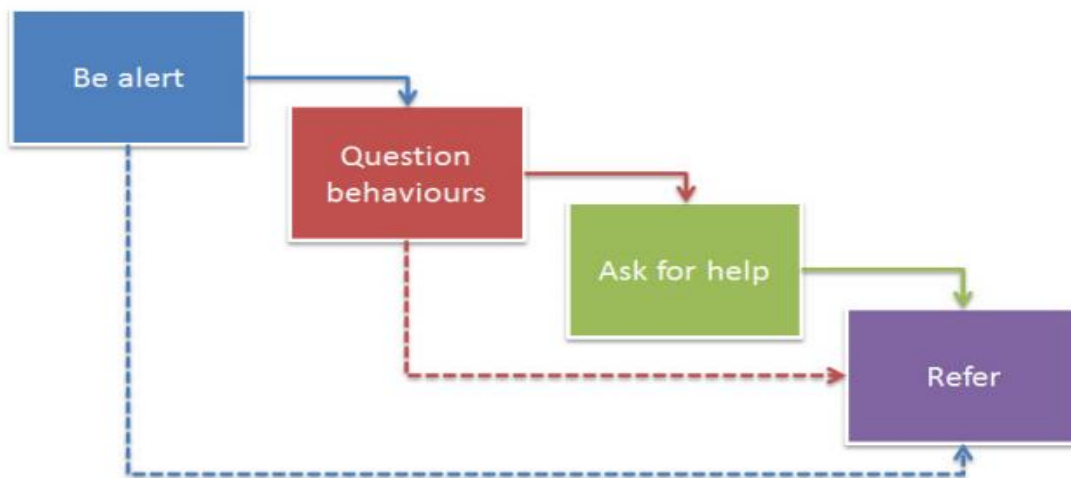 Be alert
Question
behaviours
Ask for help
Refer